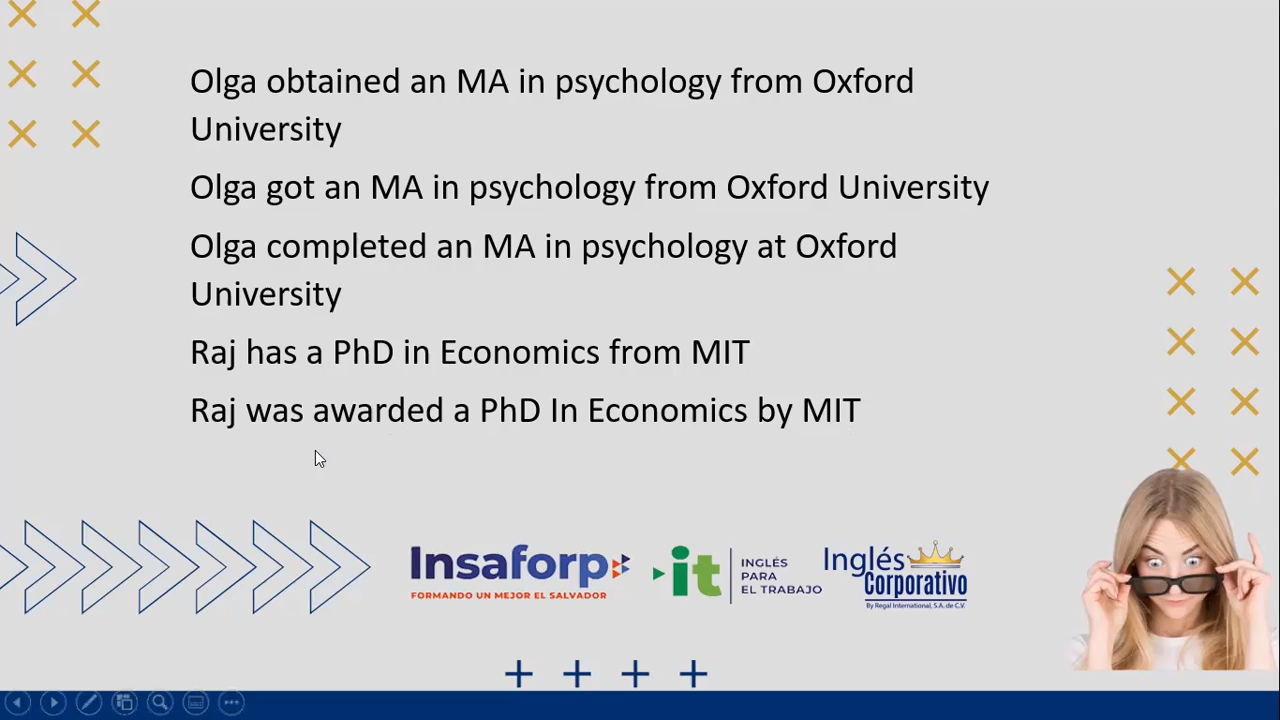 Olga obtained an MA in psychology from Oxford
University
Olga got an MA in psychology from Oxford University
Olga completed an MA in psychology at Oxford
University
Raj has a PhD in Economics from MIT
Raj was awarded a PhD In Economics by MIT
Insaforp
FORMANDO UN MEJOR EL SALVADOR
it
INGLÉS
PARA
EL TRABAJO
Inglés
Corporativo
By Regal International, S.A. de C.V.